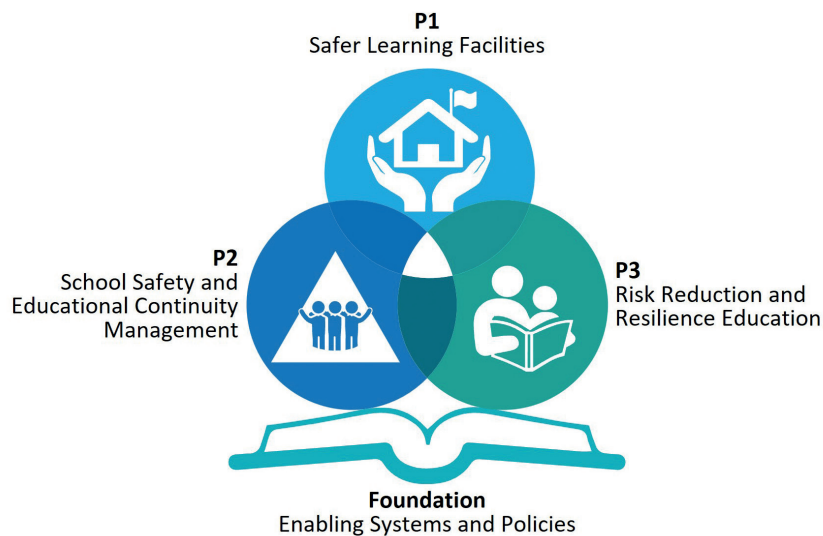 P1
Safer Learning Facilities
P2
School Safety and
Educational Continuity
Management
P3
Risk Reduction and
Resilience Education
Foundation
Enabling Systems and Policies